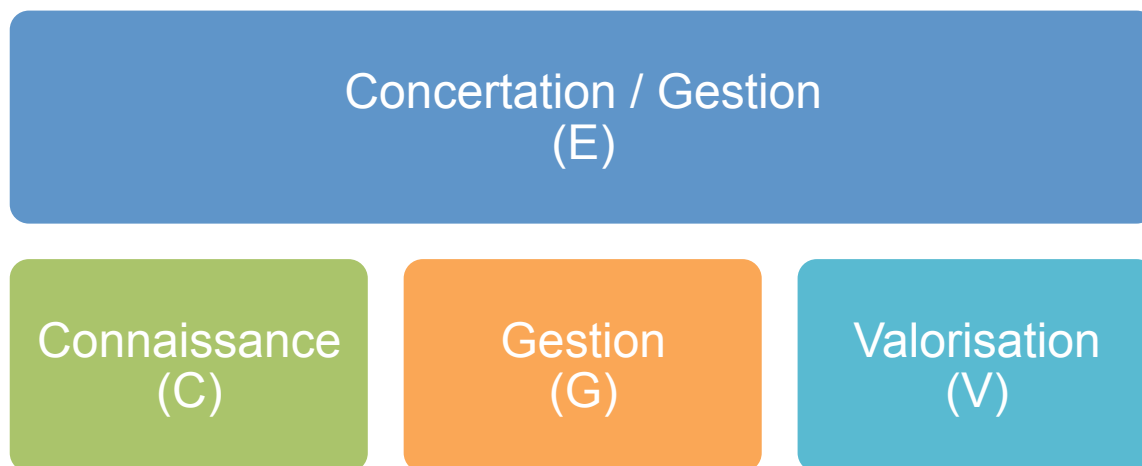 Concertation / Gestion
(E)
Connaissance
(C)
Gestion
(G)
Valorisation
(V)